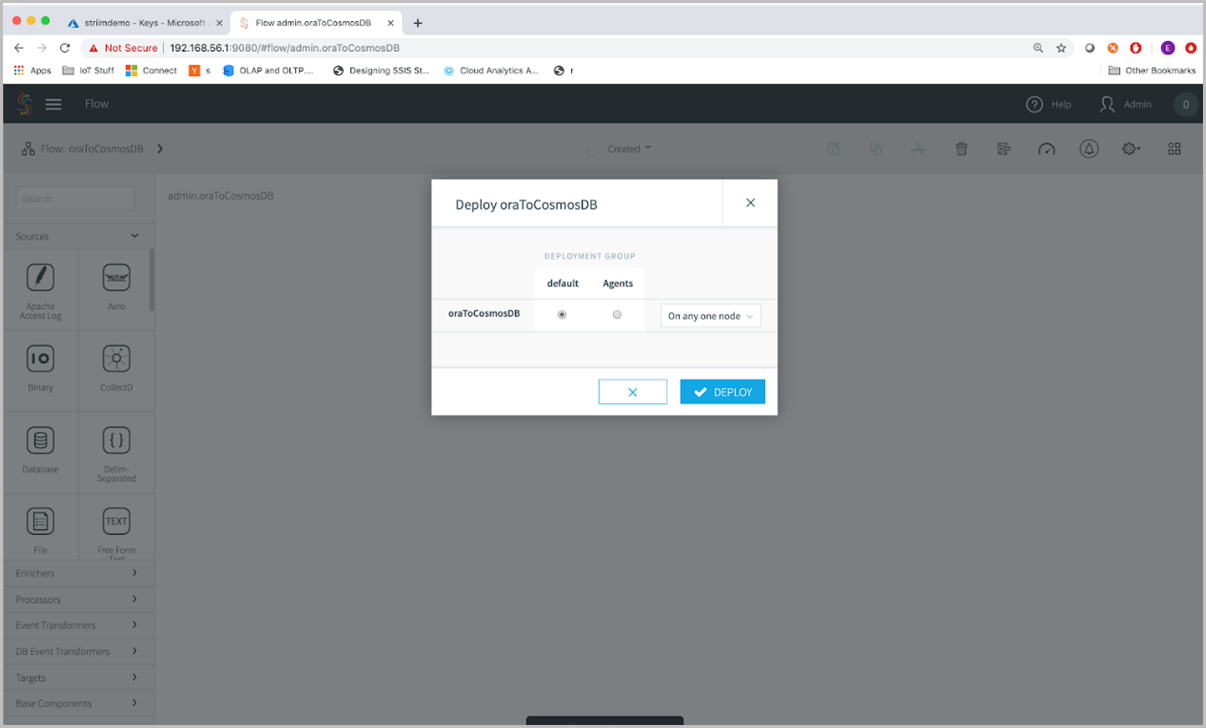 striimdemo - Keys - Microsoft
Flow admin.oraToCosmosDB
Not Secure | 192.168.56.1:9080/#flow/admin.oraToCosmosDB
Apps IoT Stuff Connect Y s OLAP and OLTP.... Designing SSIS St... Cloud Analytics A... r Other Bookmarks
Flow Help Admin 0
Flow: oraToCosmosDB Created
Search
admin.oraToCosmosDB
Sources
Apache
Access Log
Avro
Binary
CollectD
Database
Delim-
Separated
File
TEXT
Free Form
Text
Enrichers
Processors
Event Transformers
DB Event Transformers
Targets
Base Components
Deploy oraToCosmosDB
DEPLOYMENT GROUP
default Agents
oraToCosmosDB On any one node
DEPLOY